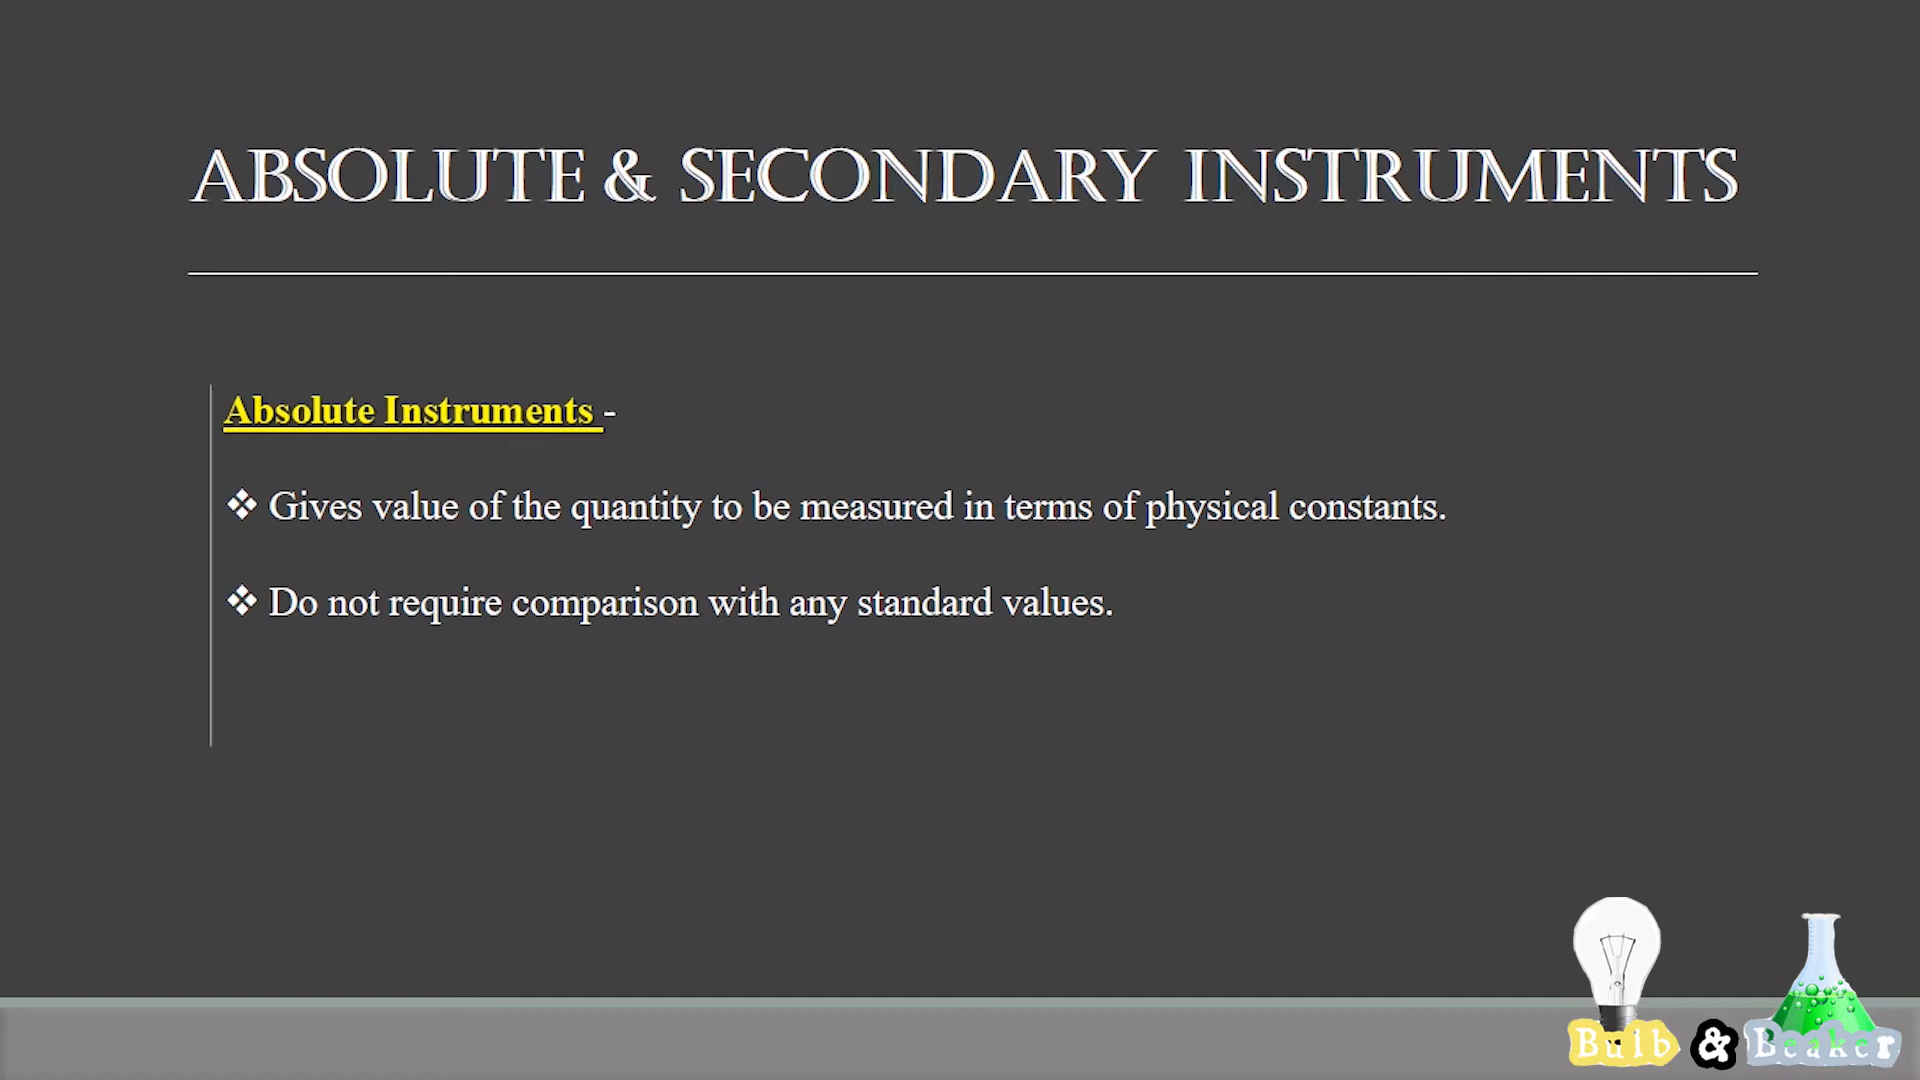 ABSOLUTE & SECONDARY INSTRUMENTS
Absolute Instruments -
❖ Gives value of the quantity to be measured in terms of physical constants.
❖ Do not require comparison with any standard values.
Bulb & Beaker